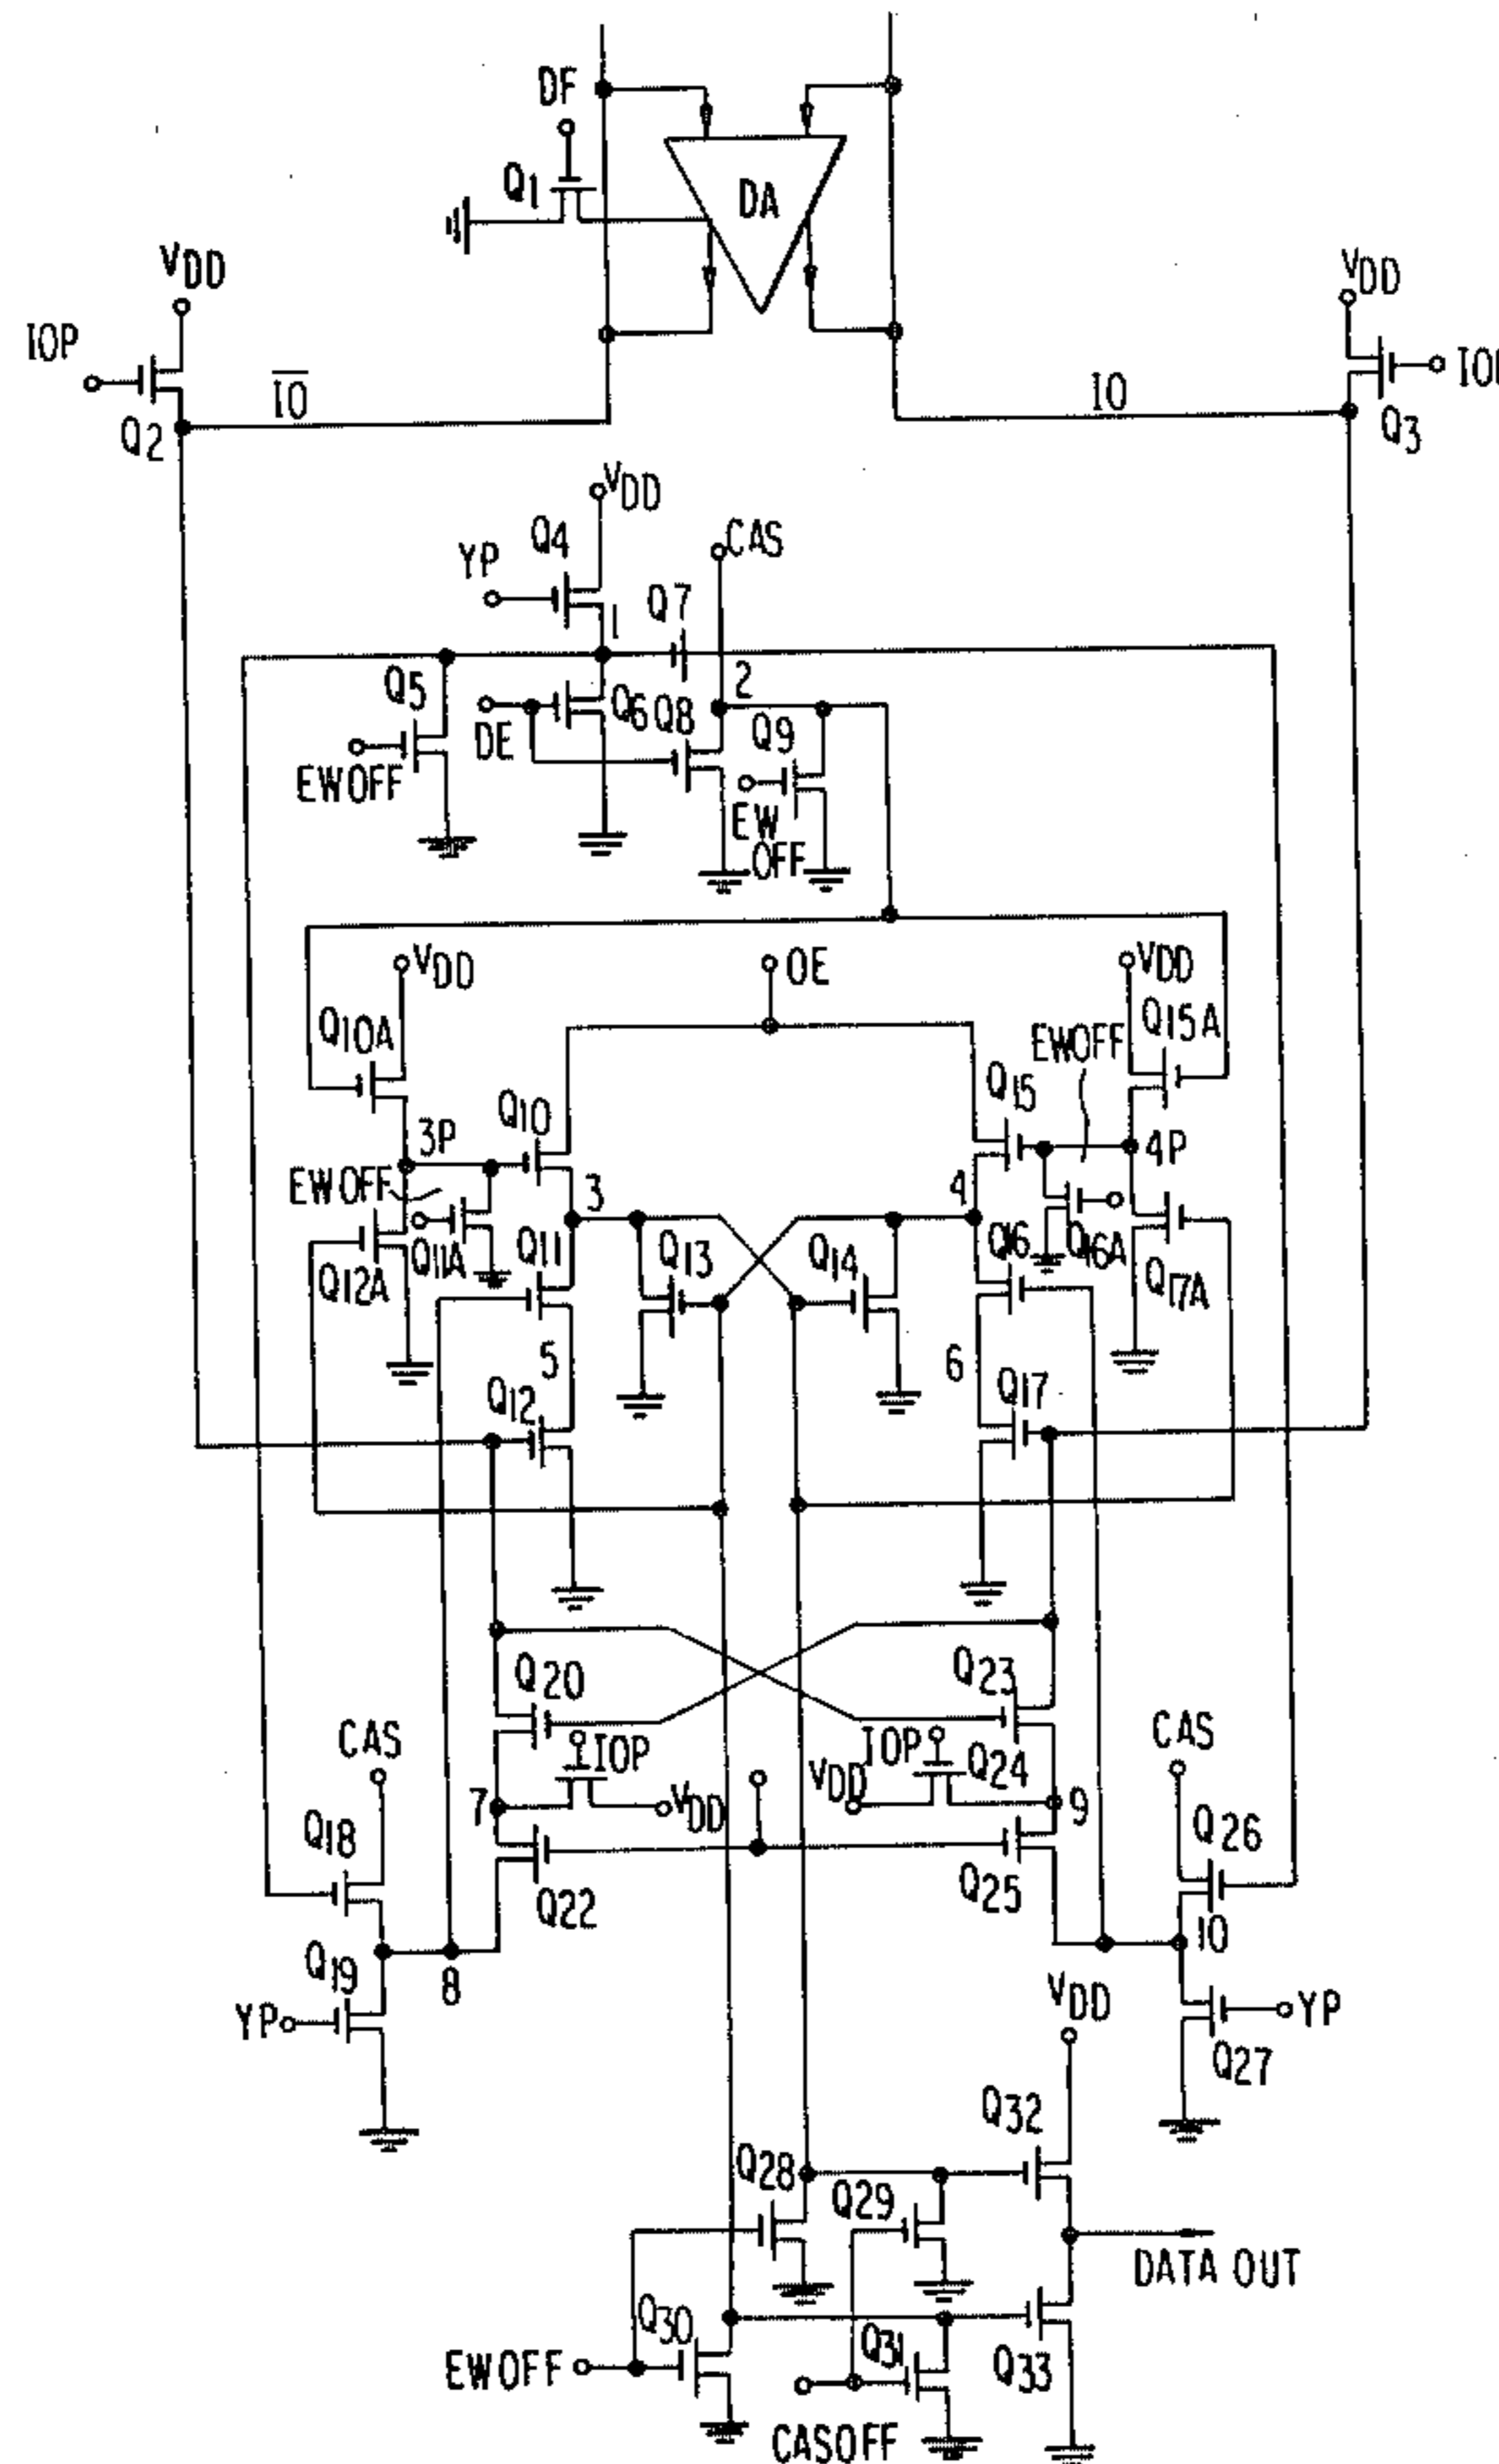 DF
Q1
DA
VDD
IOP
Q2
IO
IO
VDD
Q3
VDD
Q4
YP
1
Q7
CAS
2
Q5
EWOFF
DE
Q6
Q8
Q9
EW
OFF
VDD
Q10A
OE
VDD
Q15A
EWOFF
Q10
Q15
3P
4P
EWOFF
3
4
Q11A
Q12A
Q11
Q13
Q14
Q16
Q16A
Q17A
5
6
Q12
Q17
Q20
Q23
CAS
IOP
IOP
Q24
CAS
7
VDD
VDD
9
Q18
Q22
Q25
Q26
10
Q19
8
YP
VDD
YP
Q27
Q32
Q28
Q29
DATA OUT
Q30
Q31
Q33
EWOFF
CASOFF